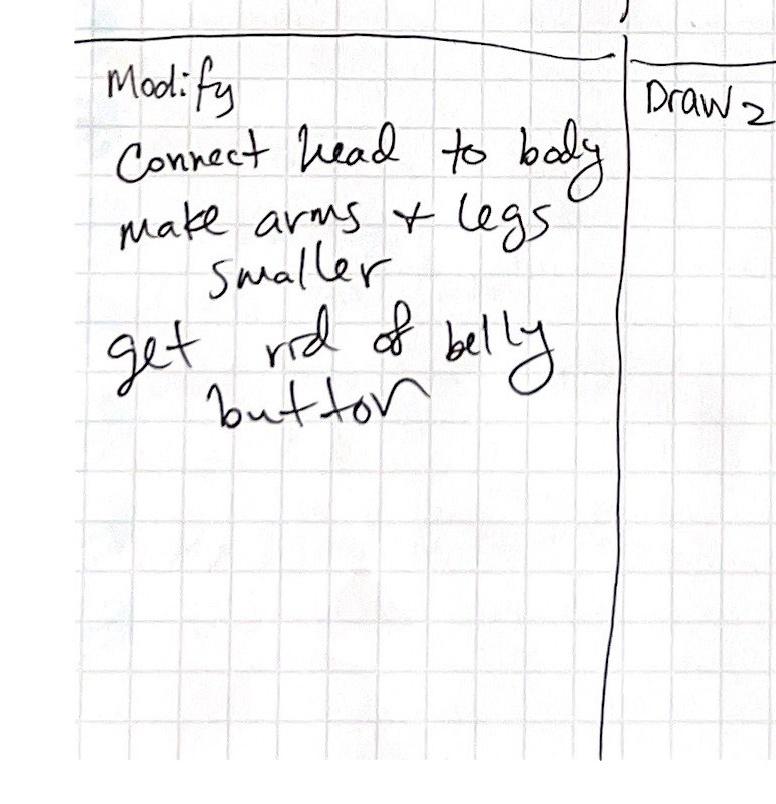 Modify
Connect head to body
make arms + legs
smaller
get rid of belly
button
Draw 2